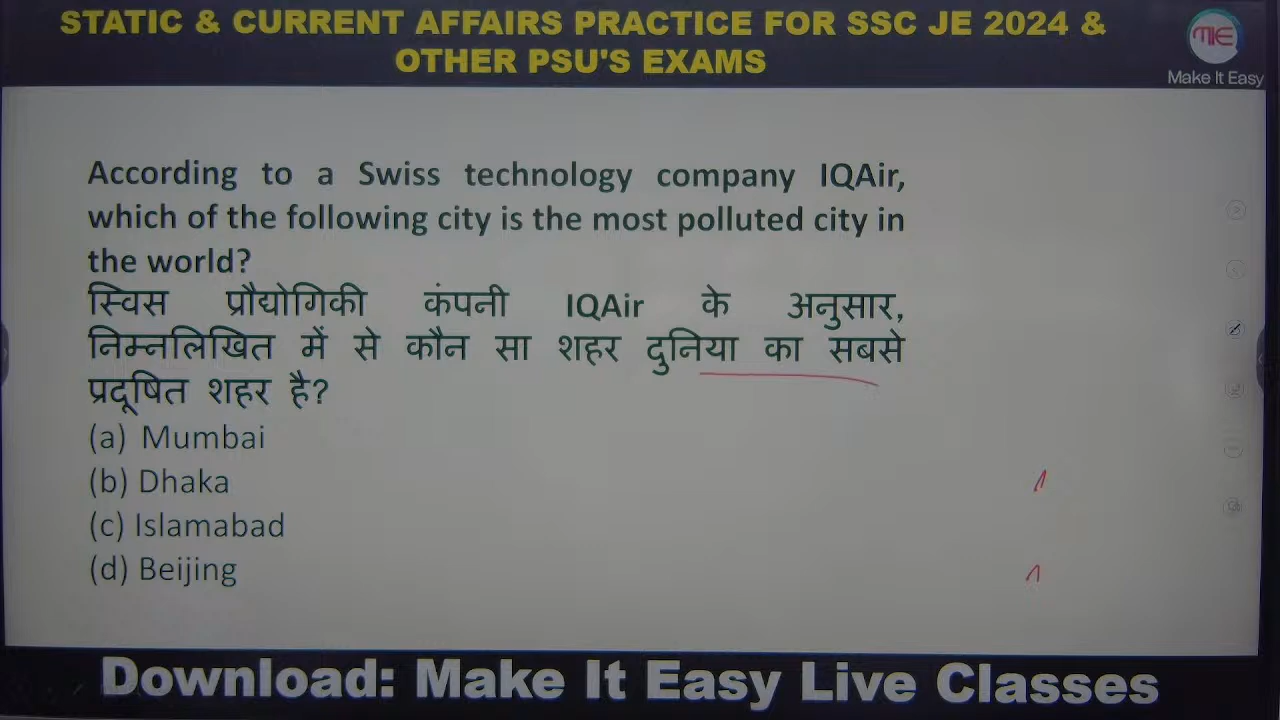 STATIC & CURRENT AFFAIRS PRACTICE FOR SSC JE 2024 &
OTHER PSU'S EXAMS
MIE
Make It Easy
According to a Swiss technology company IQAir,
which of the following city is the most polluted city in
the world?
स्विस प्रौद्योगिकी कंपनी IQAir के अनुसार,
निम्नलिखित में से कौन सा शहर दुनिया का सबसे
प्रदूषित शहर है?
(a) Mumbai
(b) Dhaka
(c) Islamabad
(d) Beijing
Download: Make It Easy Live Classes